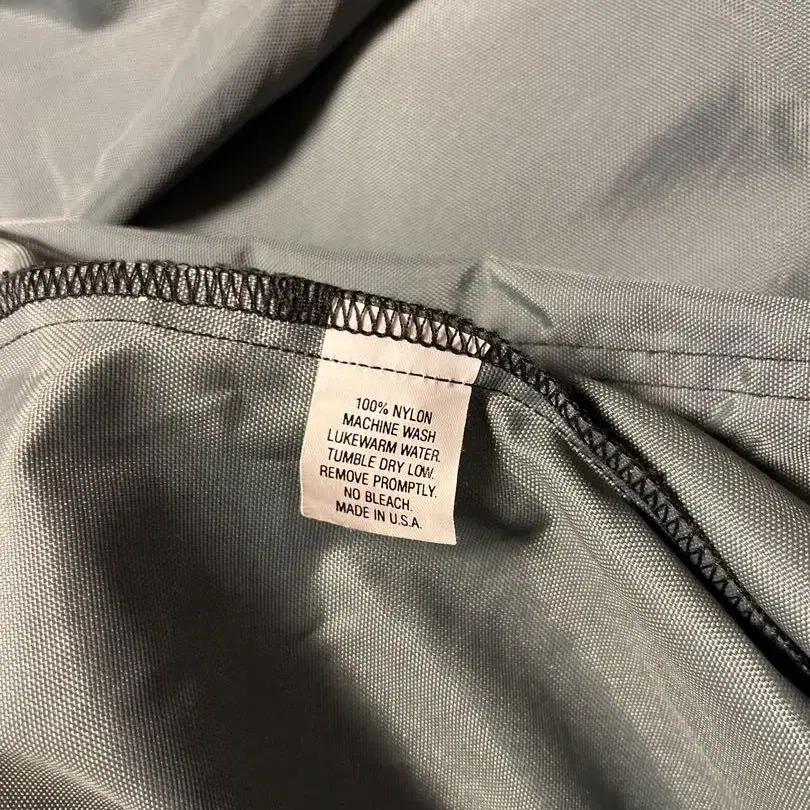 100% NYLON
MACHINE WASH
LUKEWARM WATER.
TUMBLE DRY LOW.
REMOVE PROMPTLY.
NO BLEACH.
MADE IN U.S.A.